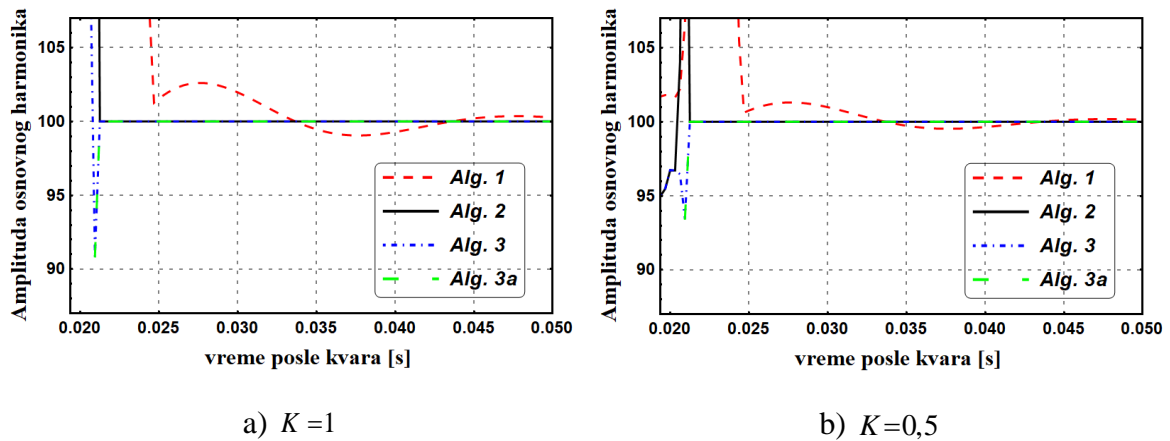 Amplituda osnovnog harmonika
105
100
95
90
Alg. 1
Alg. 2
Alg. 3
Alg. 3a
0.020 0.025 0.030 0.035 0.040 0.045 0.050
vreme posle kvara [s]
a) K =1
Amplituda osnovnog harmonika
105
100
95
90
Alg. 1
Alg. 2
Alg. 3
Alg. 3a
0.020 0.025 0.030 0.035 0.040 0.045 0.050
vreme posle kvara [s]
b) K=0,5